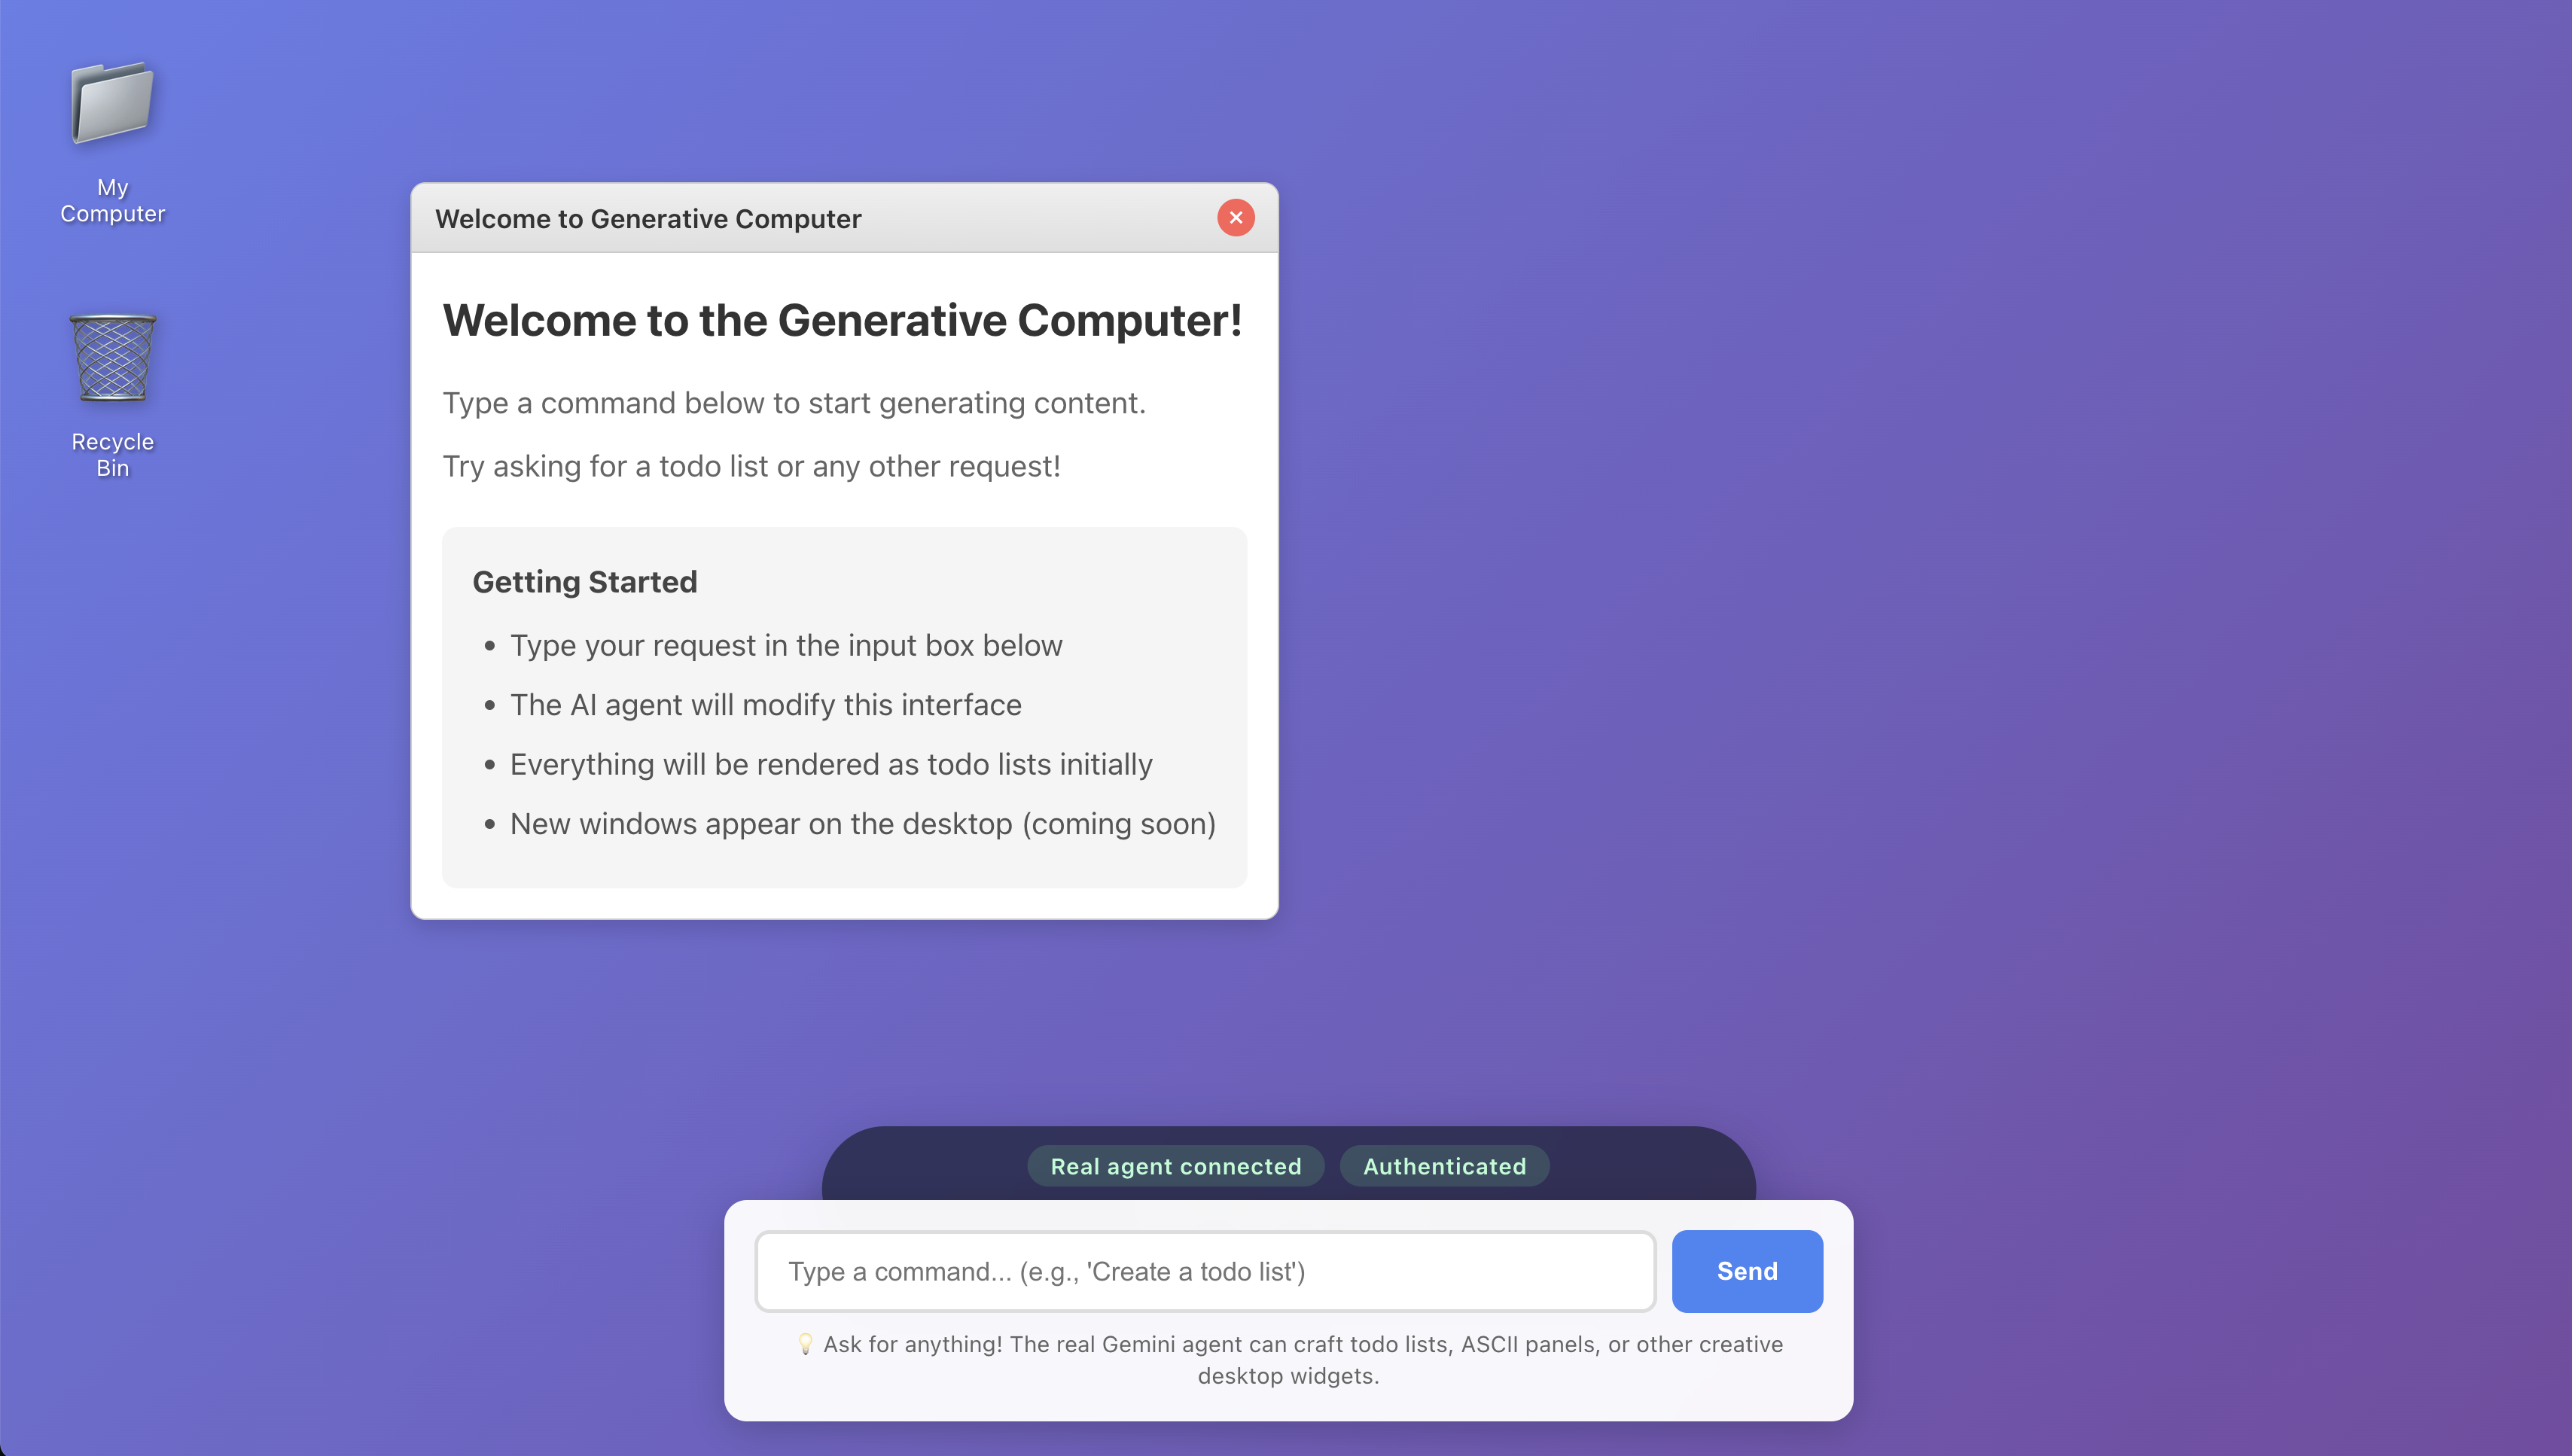 My
Computer
Recycle
Bin
Welcome to Generative Computer
Welcome to the Generative Computer!
Type a command below to start generating content.
Try asking for a todo list or any other request!
Getting Started
• Type your request in the input box below
• The AI agent will modify this interface
• Everything will be rendered as todo lists initially
• New windows appear on the desktop (coming soon)
Real agent connected
Authenticated
Type a command... (e.g., 'Create a todo list')
Send
💡 Ask for anything! The real Gemini agent can craft todo lists, ASCII panels, or other creative
desktop widgets.